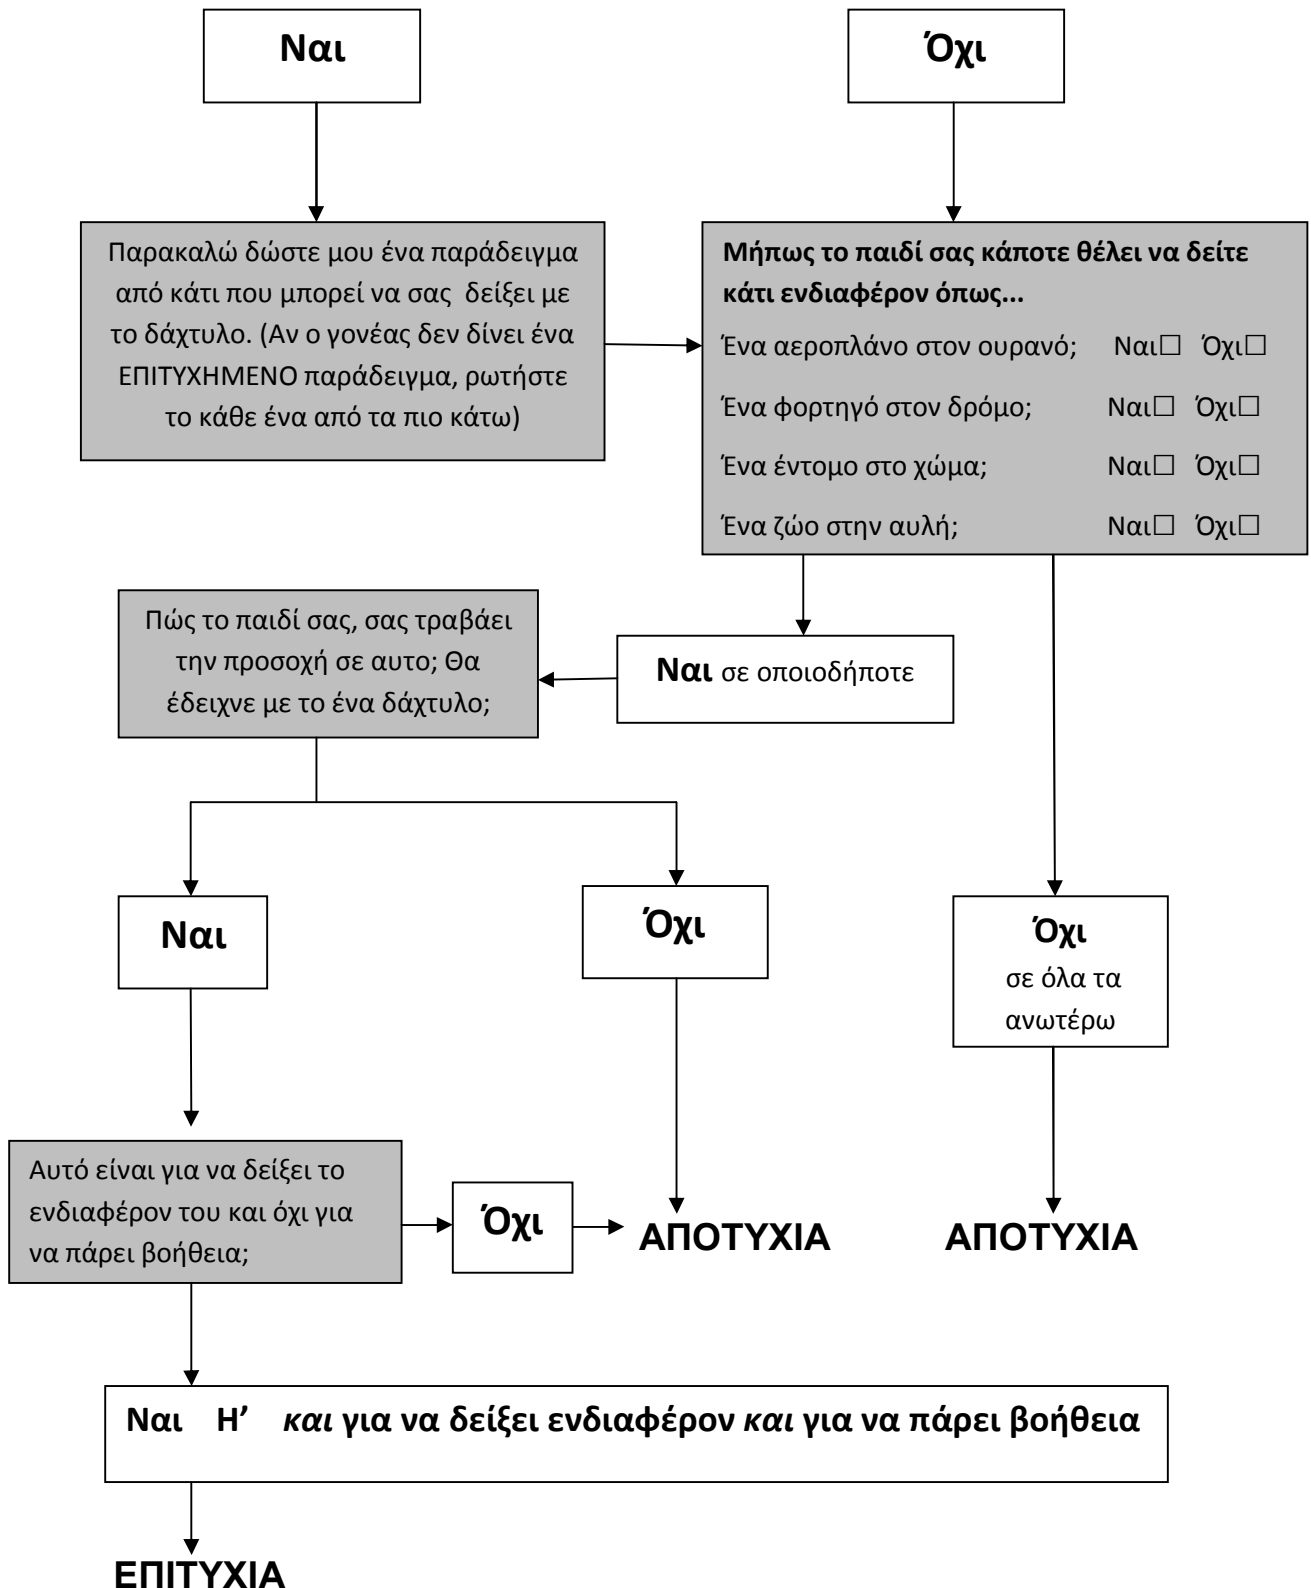 Ναι
Όχι
Παρακαλώ δώστε μου ένα παράδειγμα
από κάτι που μπορεί να σας δείξει με
το δάχτυλο. (Αν ο γονέας δεν δίνει ένα
ΕΠΙΤΥΧΗΜΕΝΟ παράδειγμα, ρωτήστε
το κάθε ένα από τα πιο κάτω)
Μήπως το παιδί σας κάποτε θέλει να δείτε
κάτι ενδιαφέρον όπως...
Ένα αεροπλάνο στον ουρανό; Ναι☐ Όχι☐
Ένα φορτηγό στον δρόμο; Ναι☐ Όχι☐
Ένα έντομο στο χώμα; Ναι☐ Όχι☐
Ένα ζώο στην αυλή; Ναι☐ Όχι☐
Πώς το παιδί σας, σας τραβάει
την προσοχή σε αυτο; Θα
έδειχνε με το ένα δάχτυλο;
Ναι σε οποιοδήποτε
Ναι
Όχι
Όχι
σε όλα τα
ανωτέρω
Αυτό είναι για να δείξει το
ενδιαφέρον του και όχι για
να πάρει βοήθεια;
Όχι
ΑΠΟΤΥΧΙΑ
ΑΠΟΤΥΧΙΑ
Ναι Η’ και για να δείξει ενδιαφέρον και για να πάρει βοήθεια
ΕΠΙΤΥΧΙΑ